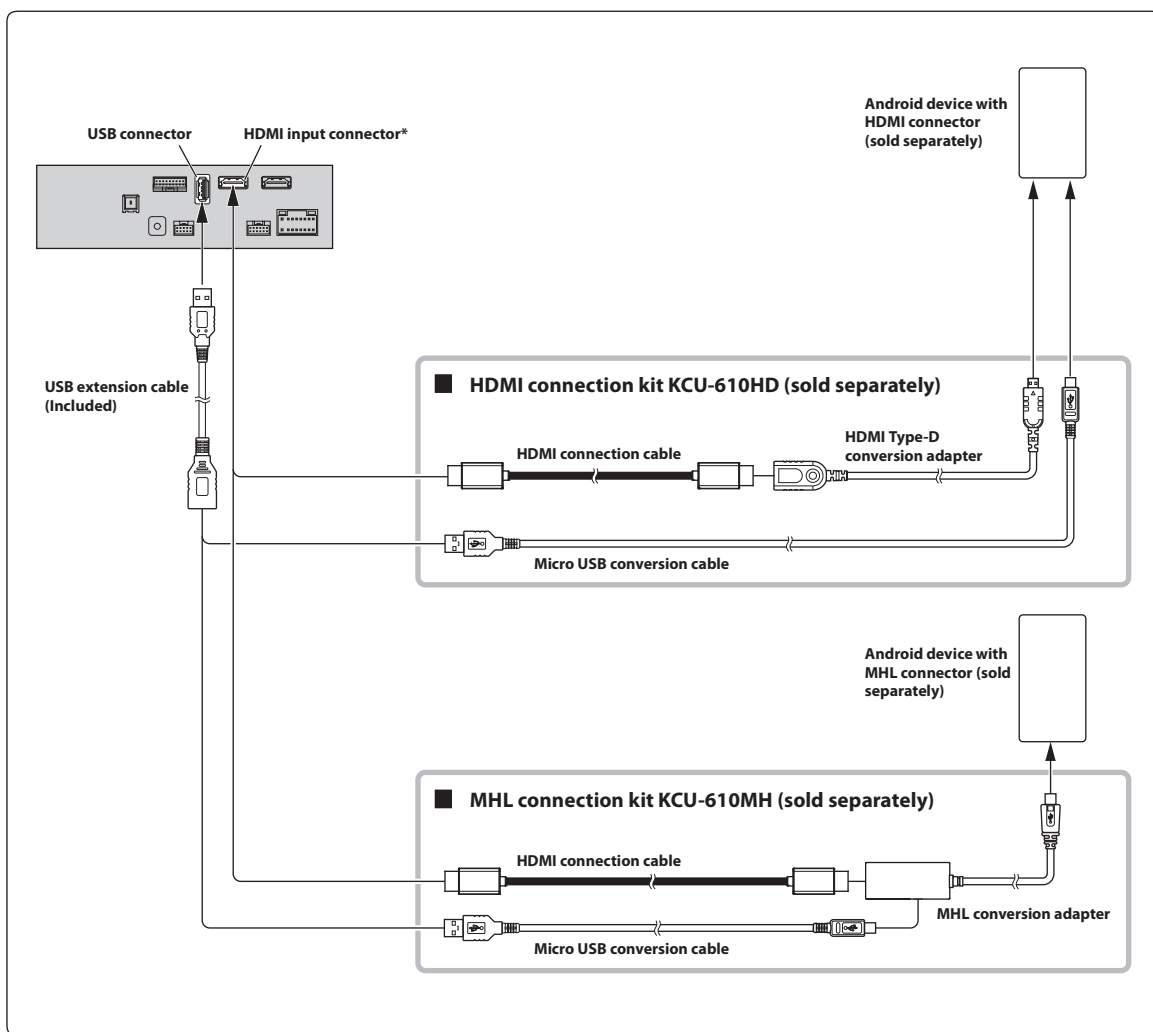 Android device with
HDMI connector
(sold separately)
USB connector
HDMI input connector*
USB extension cable
(Included)
■ HDMI connection kit KCU-610HD (sold separately)
HDMI connection cable
HDMI Type-D
conversion adapter
Micro USB conversion cable
Android device with
MHL connector (sold
separately)
■ MHL connection kit KCU-610MH (sold separately)
HDMI connection cable
MHL conversion adapter
Micro USB conversion cable